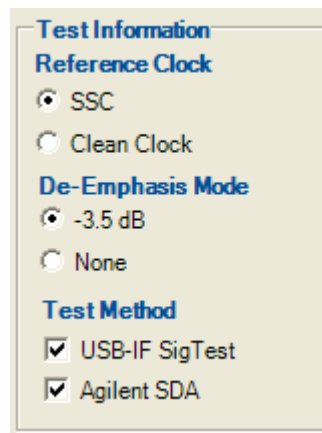 Test Information
Reference Clock
SSC
Clean Clock
De-Emphasis Mode
-3.5 dB
None
Test Method
USB-IF SigTest
Agilent SDA